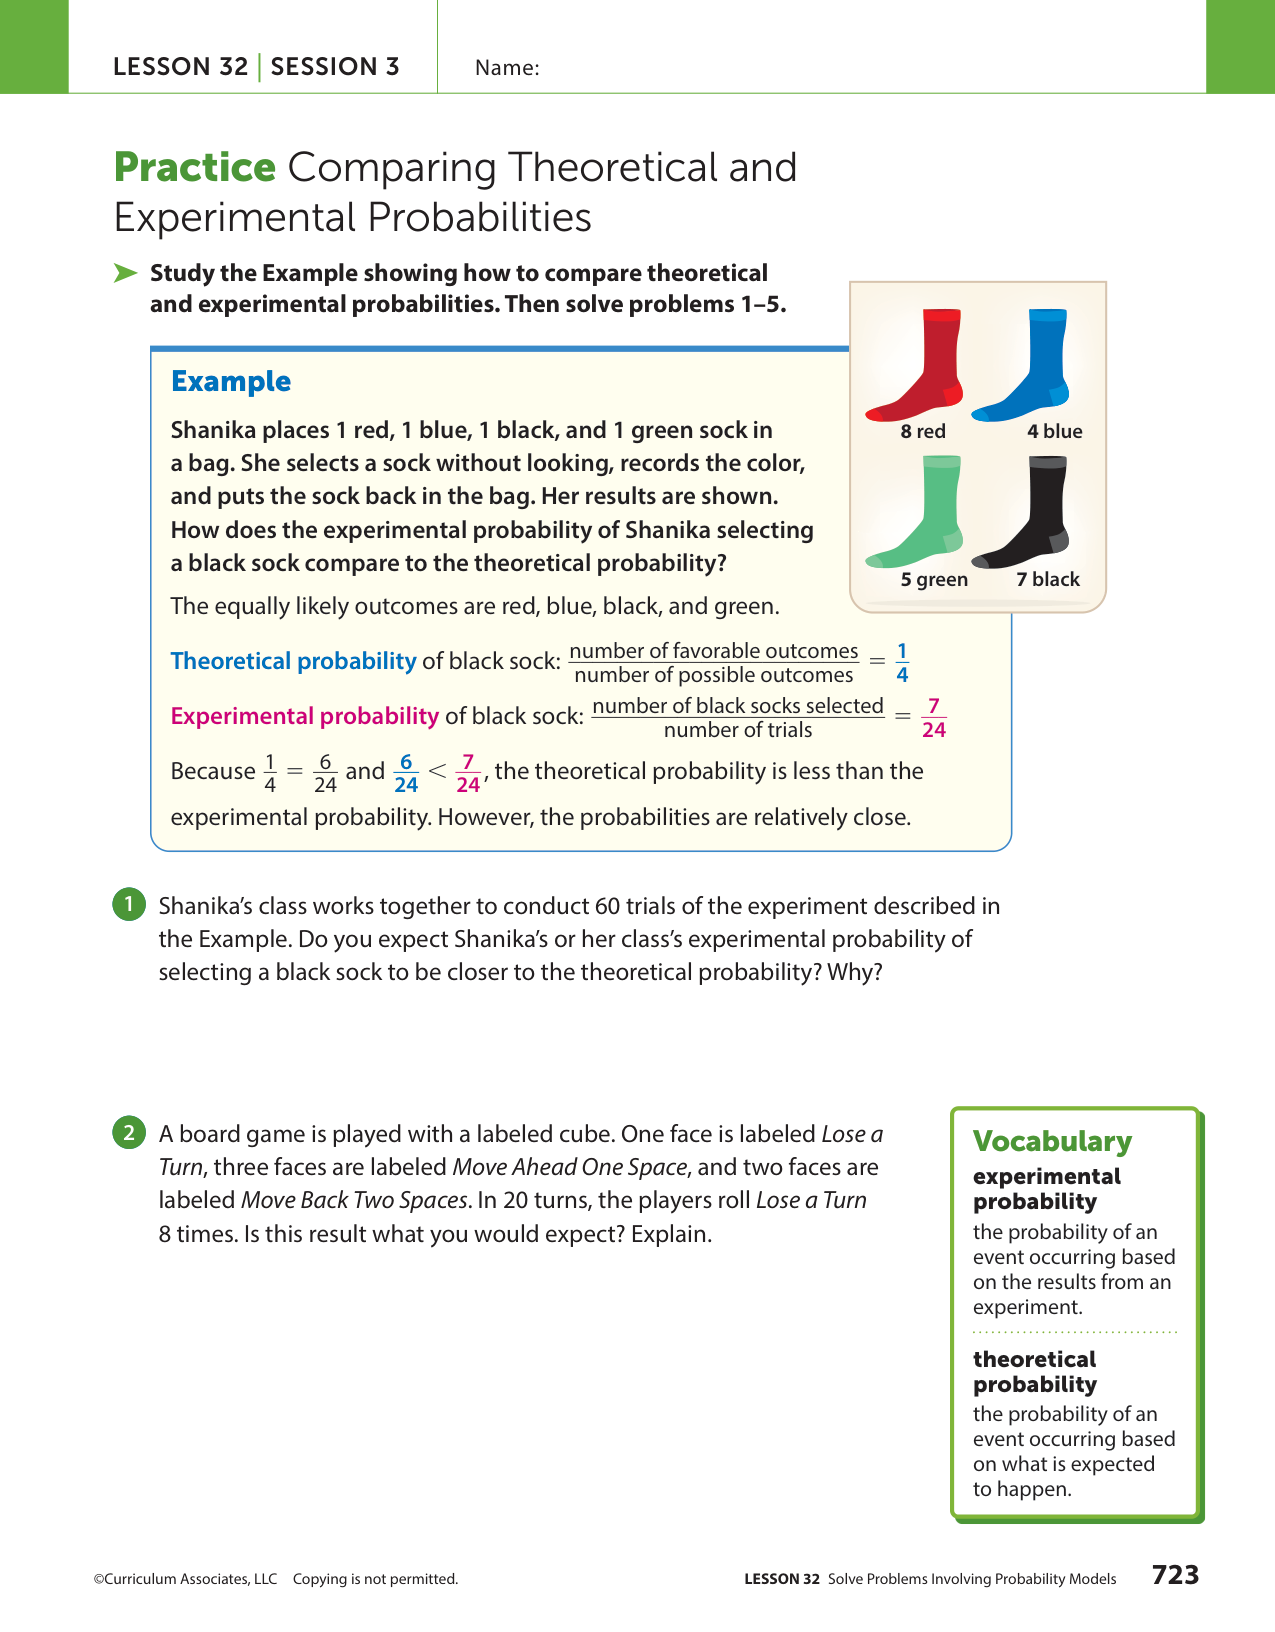 LESSON 32 | SESSION 3
Name:
Practice Comparing Theoretical and
Experimental Probabilities
Study the Example showing how to compare theoretical
and experimental probabilities. Then solve problems 1–5.
Example
Shanika places 1 red, 1 blue, 1 black, and 1 green sock in
a bag. She selects a sock without looking, records the color,
and puts the sock back in the bag. Her results are shown.
How does the experimental probability of Shanika selecting
a black sock compare to the theoretical probability?
8 red 4 blue
5 green 7 black
The equally likely outcomes are red, blue, black, and green.
Theoretical probability of black sock: number of favorable outcomes / number of possible outcomes = 1/4
Experimental probability of black sock: number of black socks selected / number of trials = 7/24
Because 1/4 = 6/24 and 6/24 < 7/24, the theoretical probability is less than the
experimental probability. However, the probabilities are relatively close.
1 Shanika’s class works together to conduct 60 trials of the experiment described in
the Example. Do you expect Shanika’s or her class’s experimental probability of
selecting a black sock to be closer to the theoretical probability? Why?
2 A board game is played with a labeled cube. One face is labeled Lose a
Turn, three faces are labeled Move Ahead One Space, and two faces are
labeled Move Back Two Spaces. In 20 turns, the players roll Lose a Turn
8 times. Is this result what you would expect? Explain.
Vocabulary
experimental
probability
the probability of an
event occurring based
on the results from an
experiment.
theoretical
probability
the probability of an
event occurring based
on what is expected
to happen.
©Curriculum Associates, LLC Copying is not permitted.
LESSON 32 Solve Problems Involving Probability Models 723